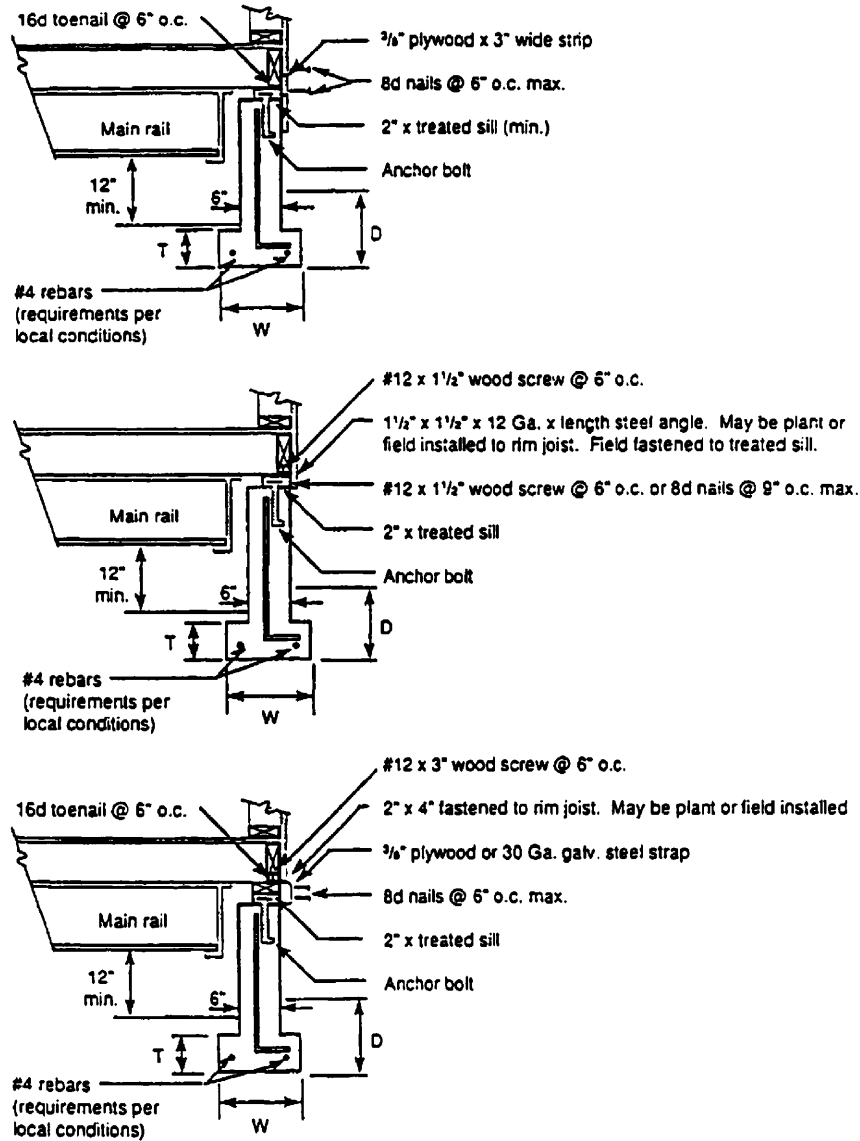 16d toenail @ 6" o.c.
3/8" plywood x 3" wide strip
8d nails @ 6" o.c. max.
Main rail
2" x treated sill (min.)
Anchor bolt
12"
min.
6"
D
T
#4 rebars
(requirements per
local conditions)
W
#12 x 1 1/2" wood screw @ 6" o.c.
1 1/2" x 1 1/2" x 12 Ga. x length steel angle. May be plant or
field installed to rim joist. Field fastened to treated sill.
#12 x 1 1/2" wood screw @ 6" o.c. or 8d nails @ 9" o.c. max.
Main rail
2" x treated sill
Anchor bolt
12"
min.
6"
D
T
#4 rebars
(requirements per
local conditions)
W
#12 x 3" wood screw @ 6" o.c.
16d toenail @ 6" o.c.
2" x 4" fastened to rim joist. May be plant or field installed
3/8" plywood or 30 Ga. galv. steel strap
8d nails @ 6" o.c. max.
Main rail
2" x treated sill
Anchor bolt
12"
min.
6"
D
T
#4 rebars
(requirements per
local conditions)
W